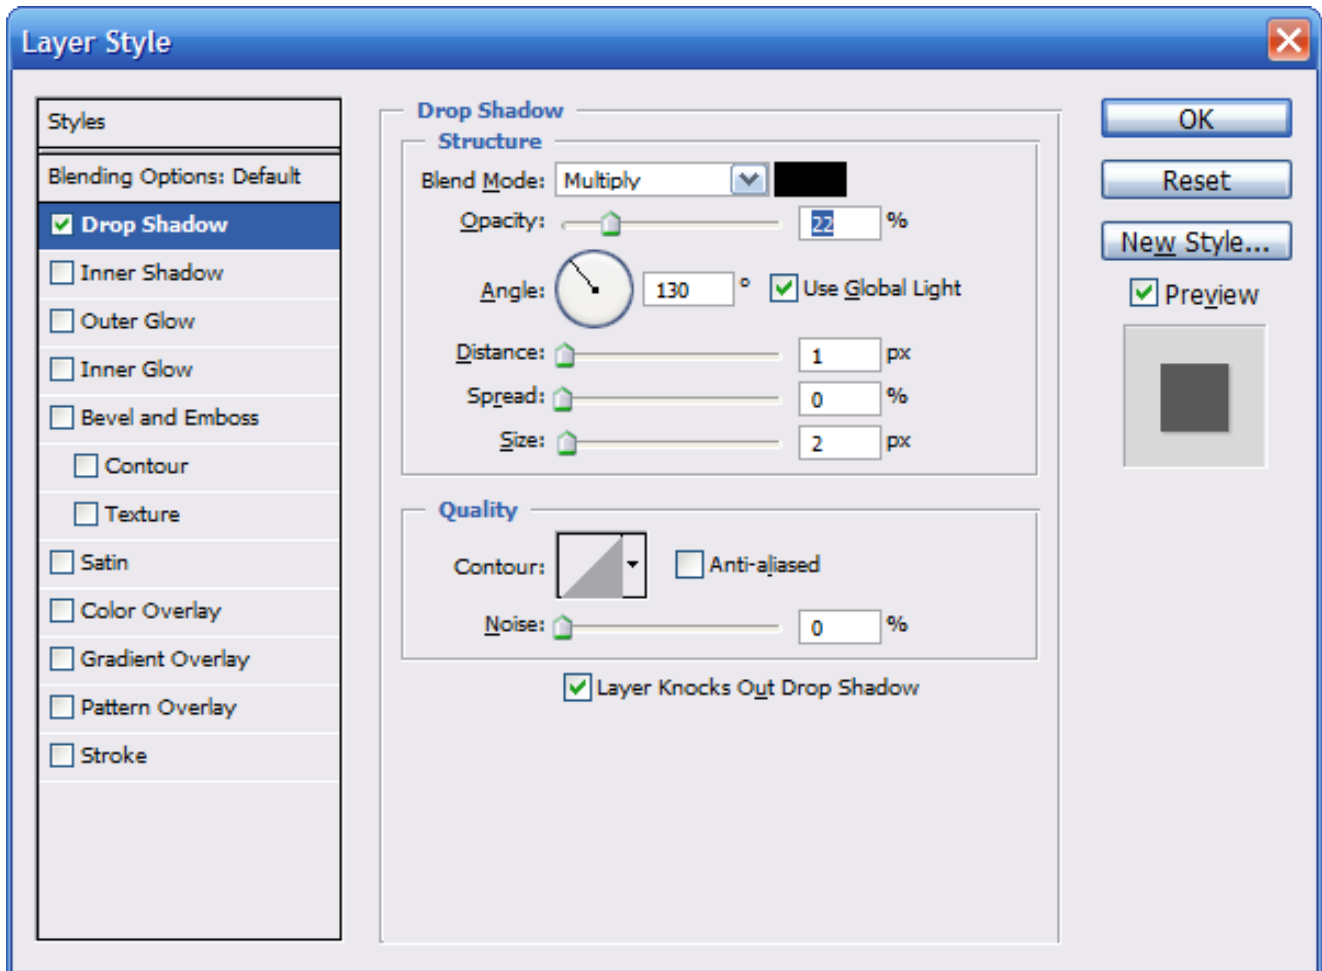 Layer Style
Styles
Blending Options: Default
Drop Shadow
Inner Shadow
Outer Glow
Inner Glow
Bevel and Emboss
Contour
Texture
Satin
Color Overlay
Gradient Overlay
Pattern Overlay
Stroke
Drop Shadow
Structure
Blend Mode: Multiply
Opacity: 22 %
Angle: 130 ° Use Global Light
Distance: 1 px
Spread: 0 %
Size: 2 px
Quality
Contour: Anti-aliased
Noise: 0 %
Layer Knocks Out Drop Shadow
OK
Reset
New Style...
Preview